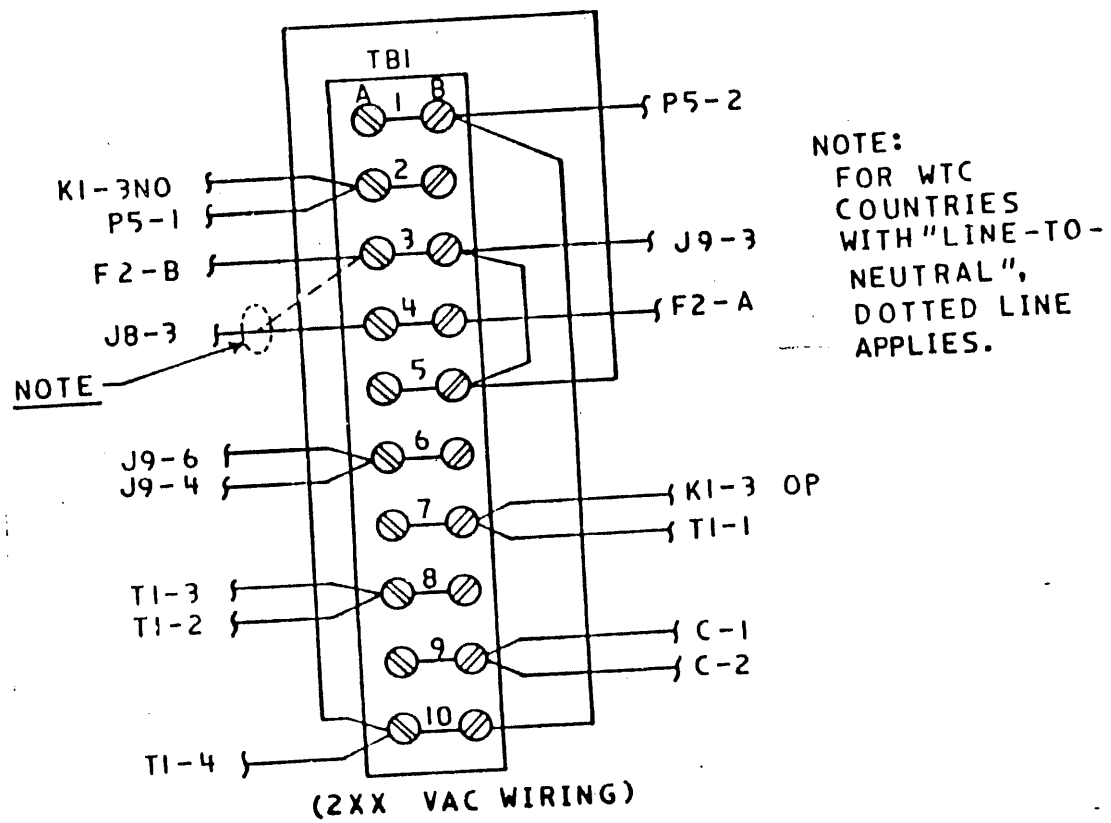 TB1
A 1 B
P5-2
K1-3NO
2
P5-1
F2-B
3
J9-3
J8-3
4
F2-A
NOTE
5
J9-6
6
J9-4
K1-3 OP
7
T1-1
T1-3
8
T1-2
C-1
9
C-2
10
T1-4
(2XX VAC WIRING)
NOTE:
FOR WTC
COUNTRIES
WITH "LINE-TO-
NEUTRAL",
DOTTED LINE
APPLIES.